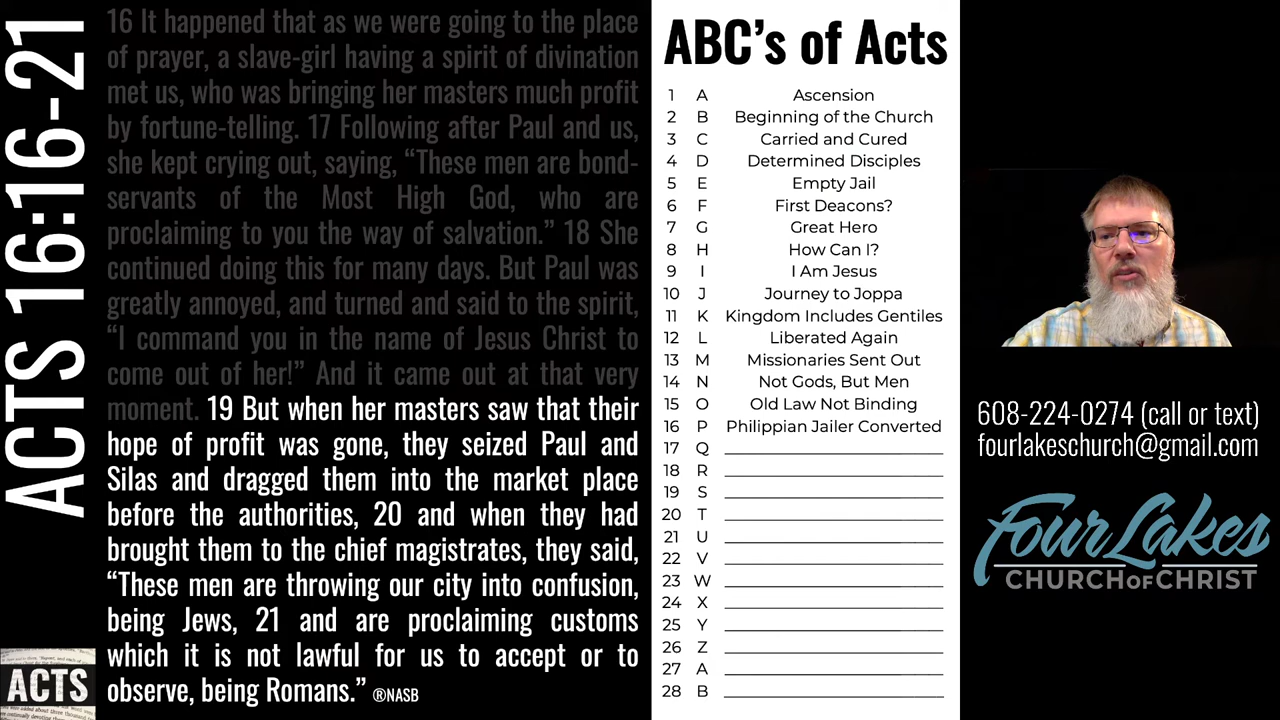 ACTS 16:16-21
16 It happened that as we were going to the place
of prayer, a slave-girl having a spirit of divination
met us, who was bringing her masters much profit
by fortune-telling. 17 Following after Paul and us,
she kept crying out, saying, “These men are bond-
servants of the Most High God, who are
proclaiming to you the way of salvation.” 18 She
continued doing this for many days. But Paul was
greatly annoyed, and turned and said to the spirit,
“I command you in the name of Jesus Christ to
come out of her!” And it came out at that very
moment. 19 But when her masters saw that their
hope of profit was gone, they seized Paul and
Silas and dragged them into the market place
before the authorities, 20 and when they had
brought them to the chief magistrates, they said,
“These men are throwing our city into confusion,
being Jews, 21 and are proclaiming customs
which it is not lawful for us to accept or to
observe, being Romans.” ®NASB
ACTS
ABC’s of Acts
1 A Ascension
2 B Beginning of the Church
3 C Carried and Cured
4 D Determined Disciples
5 E Empty Jail
6 F First Deacons?
7 G Great Hero
8 H How Can I?
9 I I Am Jesus
10 J Journey to Joppa
11 K Kingdom Includes Gentiles
12 L Liberated Again
13 M Missionaries Sent Out
14 N Not Gods, But Men
15 O Old Law Not Binding
16 P Philippian Jailer Converted
17 Q
18 R
19 S
20 T
21 U
22 V
23 W
24 X
25 Y
26 Z
27 A
28 B
608-224-0274 (call or text)
fourlakeschurch@gmail.com
Four Lakes
CHURCH OF CHRIST